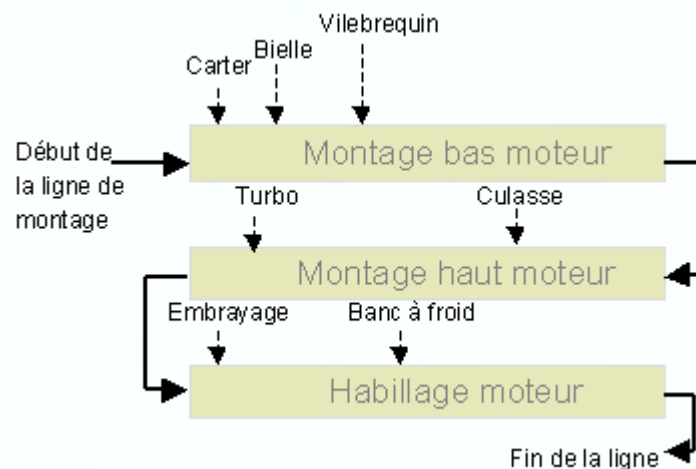 Vilebrequin
Bielle
Carter
Début de
la ligne de
montage
Montage bas moteur
Turbo
Culasse
Montage haut moteur
Embrayage
Banc à froid
Habillage moteur
Fin de la ligne